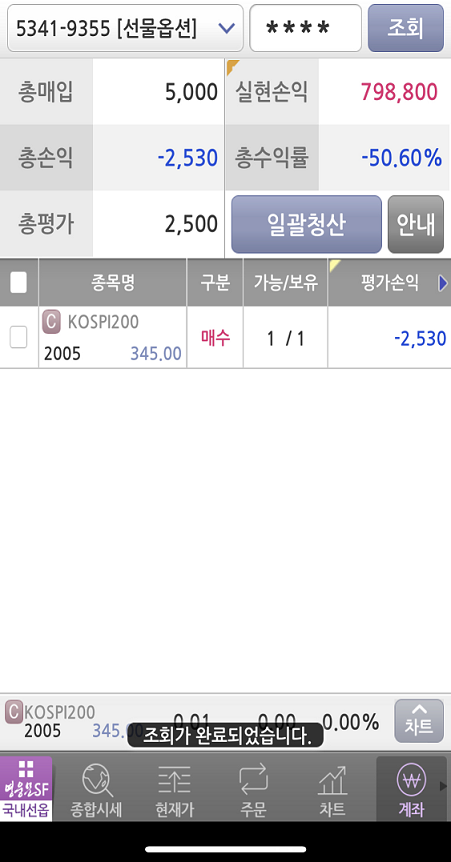 5341-9355 [선물옵션] **** 조회
총매입 5,000 실현손익 798,800
총손익 -2,530 총수익률 -50.60%
총평가 2,500 일괄청산 안내
종목명 구분 가능/보유 평가손익
C KOSPI200
2005 345.00 매수 1 / 1 -2,530
C KOSPI200
2005 345.00 0.01 0.00 0.00% 차트
조회가 완료되었습니다.
영웅문SF
국내선옵 종합시세 현재가 주문 차트 계좌